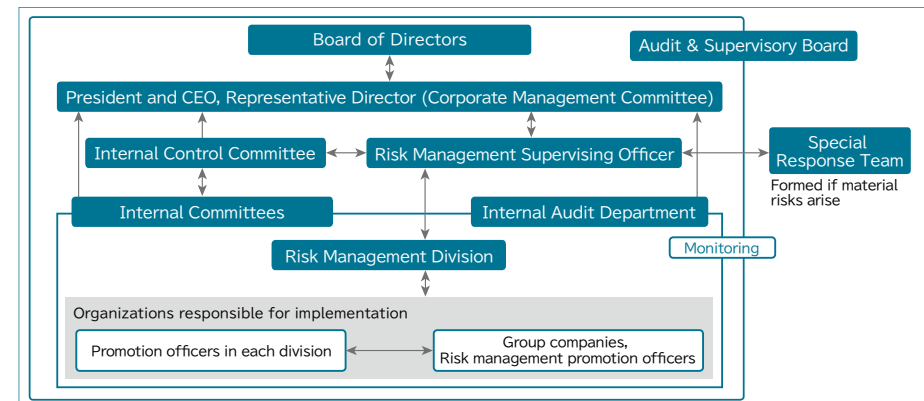 Board of Directors
Audit & Supervisory Board
President and CEO, Representative Director (Corporate Management Committee)
Internal Control Committee
Risk Management Supervising Officer
Special
Response Team
Formed if material
risks arise
Internal Committees
Internal Audit Department
Monitoring
Risk Management Division
Organizations responsible for implementation
Promotion officers in each division
Group companies,
Risk management promotion officers